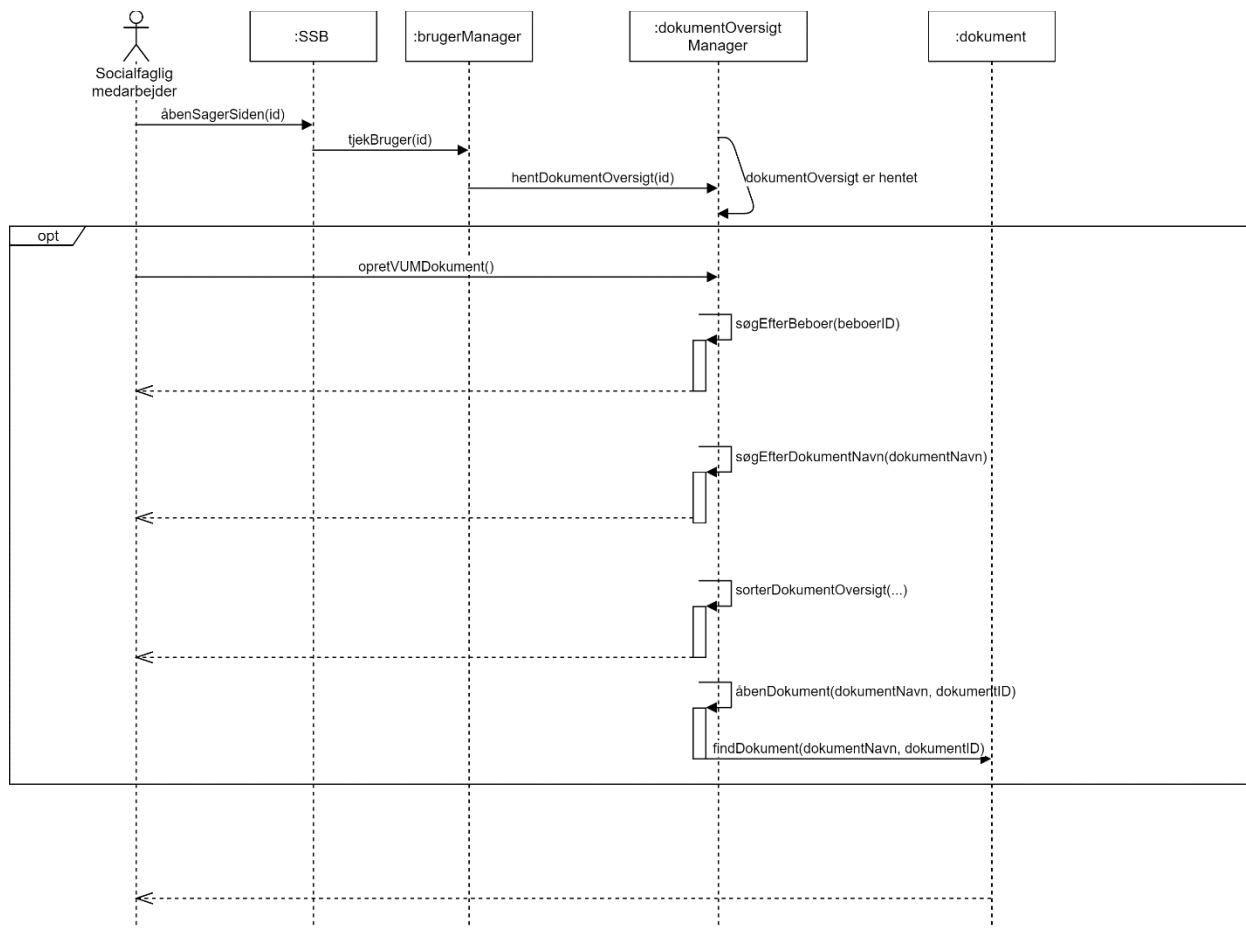 :SSB
:brugerManager
:dokumentOversigt
Manager
:dokument
Socialfaglig
medarbejder
åbenSagerSiden(id)
tjekBruger(id)
hentDokumentOversigt(id)
dokumentOversigt er hentet
opt
opretVUMDokument()
søgEfterBeboer(beboerID)
søgEfterDokumentNavn(dokumentNavn)
sorterDokumentOversigt(...)
åbenDokument(dokumentNavn, dokumentID)
findDokument(dokumentNavn, dokumentID)